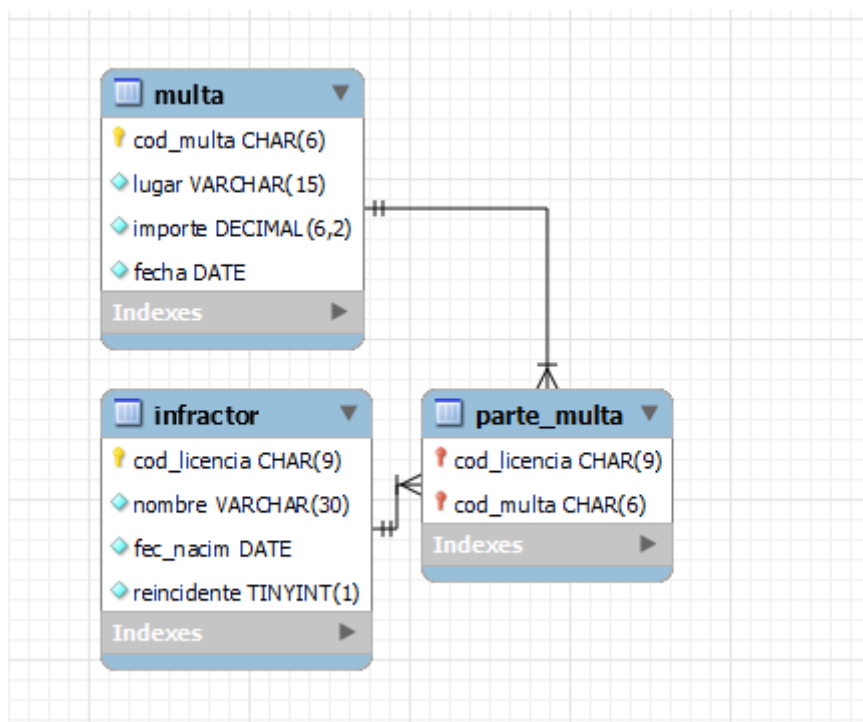 multa
cod_multa CHAR(6)
lugar VARCHAR(15)
importe DECIMAL(6,2)
fecha DATE
Indexes
infractor
cod_licencia CHAR(9)
nombre VARCHAR(30)
fec_nacim DATE
reincidente TINYINT(1)
Indexes
parte_multa
cod_licencia CHAR(9)
cod_multa CHAR(6)
Indexes